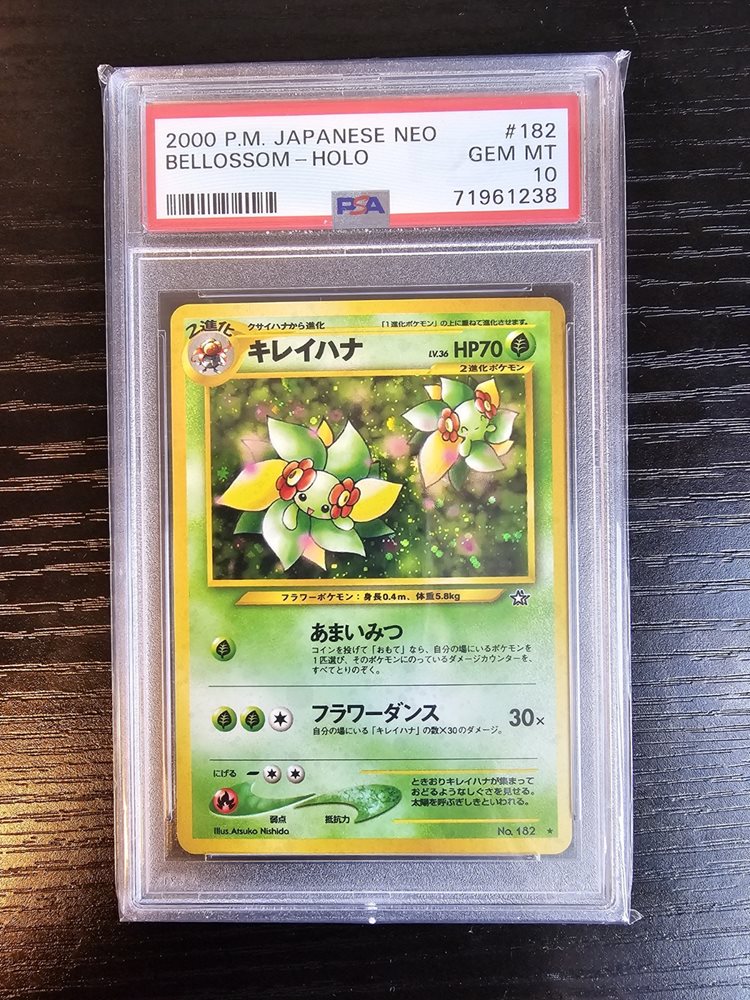 2000 P.M. JAPANESE NEO #182
BELLOSSOM - HOLO GEM MT
10
PSA 71961238
2進化 クサイハナから進化 「1進化ポケモン」の上に重ねて進化させます。
キレイハナ LV.36 HP70
2進化ポケモン
フラワーポケモン：身長0.4m、体重5.8kg
あまいみつ
コインを投げて「おもて」なら、自分の場にいるポケモンを
1匹選び、そのポケモンにのっているダメージカウンターを、
すべてとりのぞく。
フラワーダンス 30×
自分の場にいる「キレイハナ」の数×30のダメージ。
にげる
ときおりキレイハナが集まって
おどるようなしぐさを見せる。
太陽を呼ぶぎしきといわれる。
弱点 抵抗力
Illus. Atsuko Nishida No. 182 ★